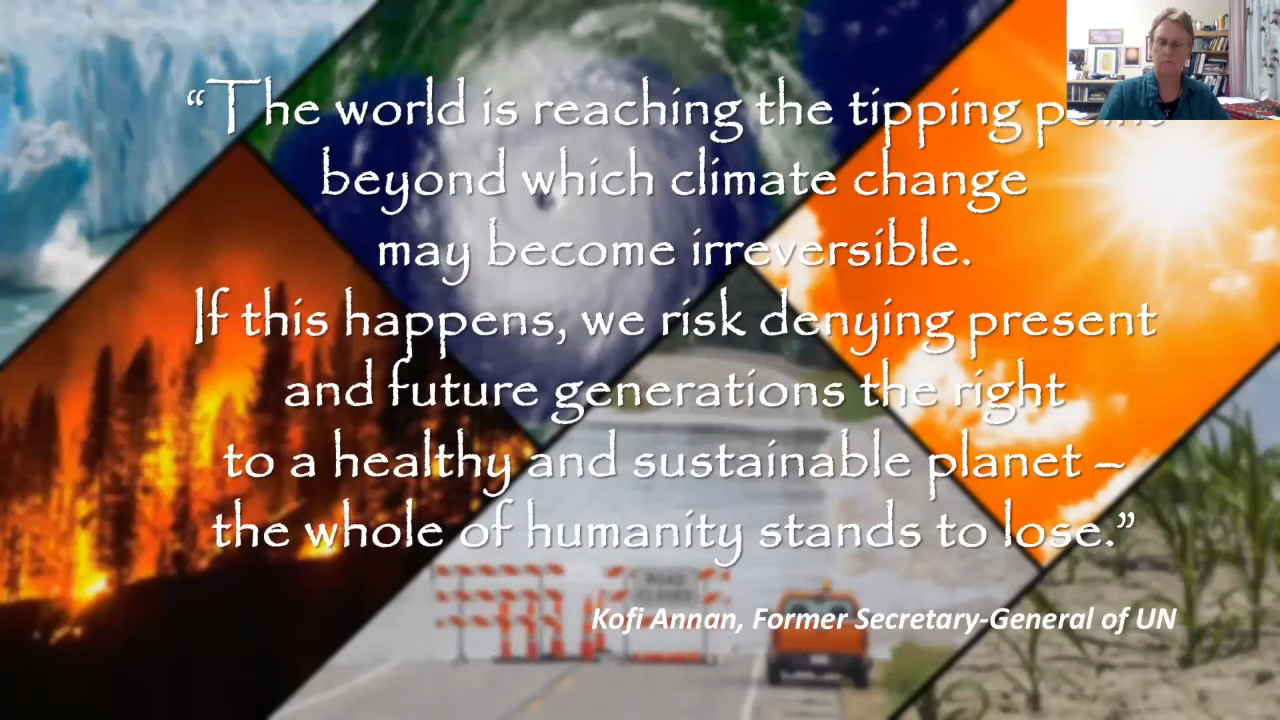 “The world is reaching the tipping
beyond which climate change
may become irreversible.
If this happens, we risk denying present
and future generations the right
to a healthy and sustainable planet –
the whole of humanity stands to lose.”
Kofi Annan, Former Secretary-General of UN
ROAD
CLOSED